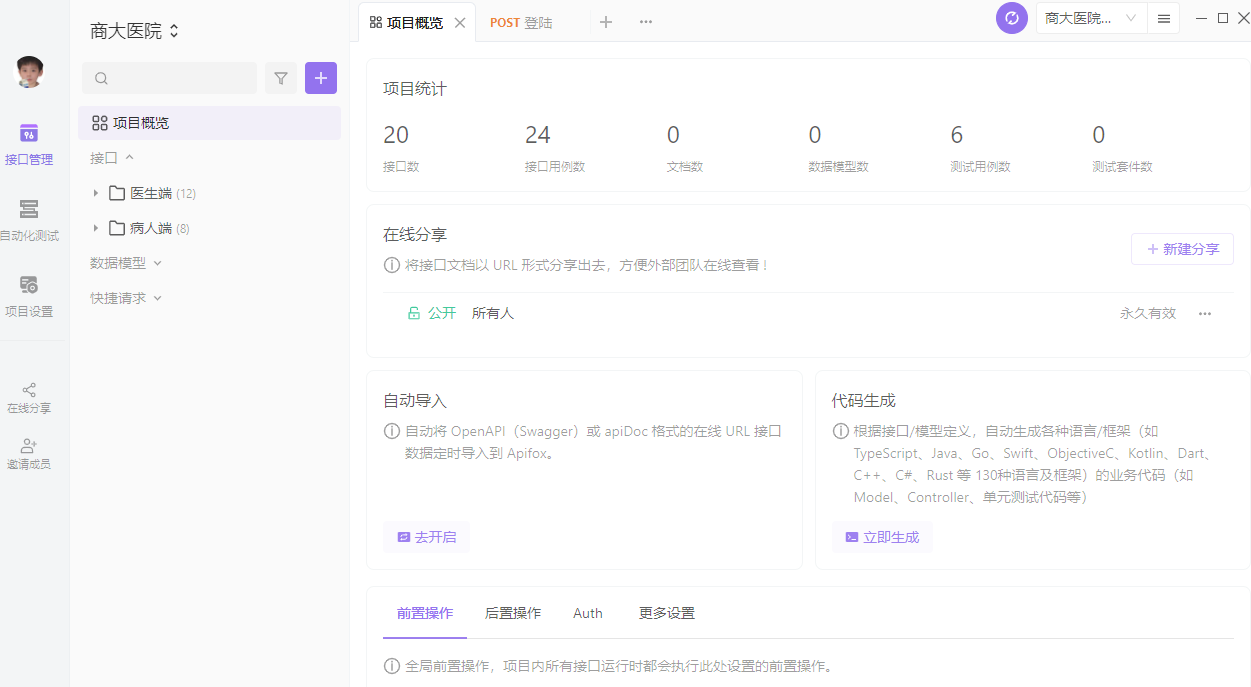 商大医院
项目概览
POST 登陆
商大医院...
接口管理
自动化测试
项目设置
在线分享
邀请成员
项目概览
接口
医生端 (12)
病人端 (8)
数据模型
快捷请求
项目统计
20
24
0
0
6
0
接口数
接口用例数
文档数
数据模型数
测试用例数
测试套件数
在线分享
将接口文档以 URL 形式分享出去，方便外部团队在线查看！
+ 新建分享
公开
所有人
永久有效
自动导入
自动将 OpenAPI（Swagger）或 apiDoc 格式的在线 URL 接口
数据定时导入到 Apifox。
去开启
代码生成
根据接口/模型定义，自动生成各种语言/框架（如
TypeScript、Java、Go、Swift、ObjectiveC、Kotlin、Dart、
C++、C#、Rust 等 130种语言及框架）的业务代码（如
Model、Controller、单元测试代码等）
立即生成
前置操作
后置操作
Auth
更多设置
全局前置操作，项目内所有接口运行时都会执行此处设置的前置操作。